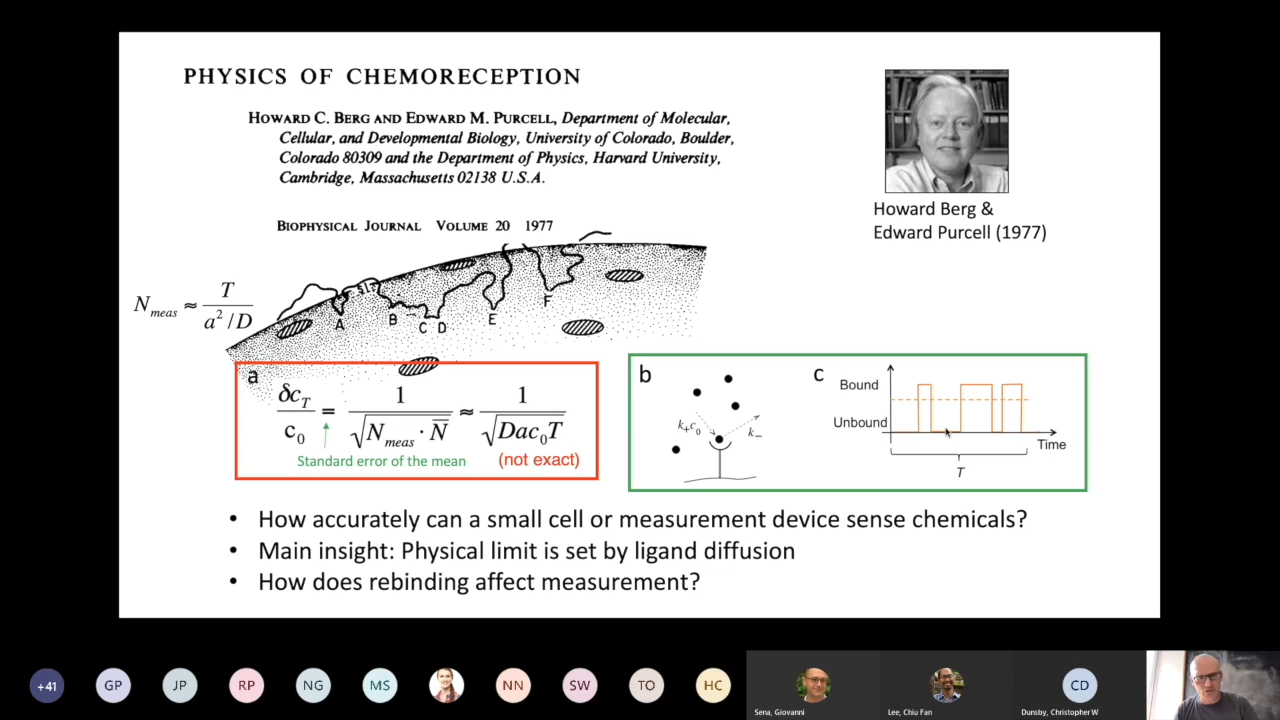 PHYSICS OF CHEMORECEPTION
HOWARD C. BERG AND EDWARD M. PURCELL, Department of Molecular,
Cellular, and Developmental Biology, University of Colorado, Boulder,
Colorado 80309 and the Department of Physics, Harvard University,
Cambridge, Massachusetts 02138 U.S.A.
BIOPHYSICAL JOURNAL VOLUME 20 1977
Howard Berg &
Edward Purcell (1977)
N_meas ≈ T / (a²/D)
A B C D E F
a
δc_T / c₀ = 1 / √(N_meas · N̄) ≈ 1 / √(Dac₀T)
Standard error of the mean
(not exact)
b
k₊c₀
k₋
c
Bound
Unbound
Time
T
• How accurately can a small cell or measurement device sense chemicals?
• Main insight: Physical limit is set by ligand diffusion
• How does rebinding affect measurement?
+41 GP JP RP NG MS NN SW TO HC CD
Sena, Giovanni
Lee, Chiu Fan
Dunsby, Christopher W